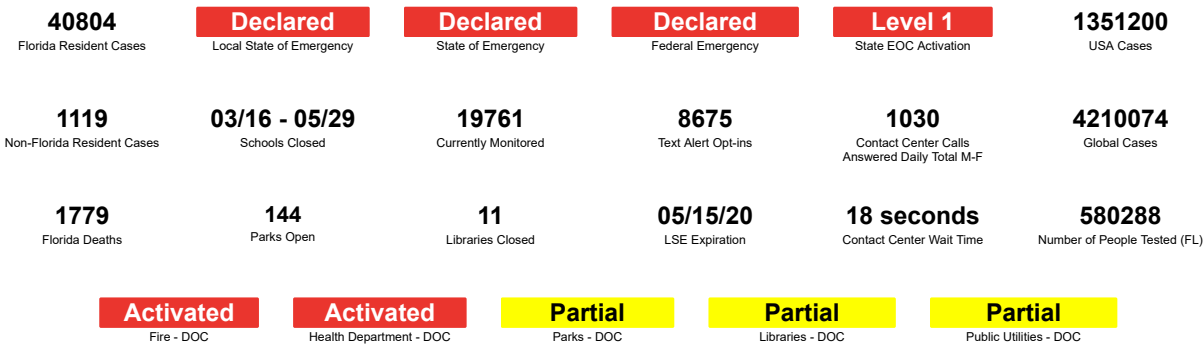 40804
Florida Resident Cases
Declared
Local State of Emergency
Declared
State of Emergency
Declared
Federal Emergency
Level 1
State EOC Activation
1351200
USA Cases
1119
Non-Florida Resident Cases
03/16 - 05/29
Schools Closed
19761
Currently Monitored
8675
Text Alert Opt-ins
1030
Contact Center Calls
Answered Daily Total M-F
4210074
Global Cases
1779
Florida Deaths
144
Parks Open
11
Libraries Closed
05/15/20
LSE Expiration
18 seconds
Contact Center Wait Time
580288
Number of People Tested (FL)
Activated
Fire - DOC
Activated
Health Department - DOC
Partial
Parks - DOC
Partial
Libraries - DOC
Partial
Public Utilities - DOC